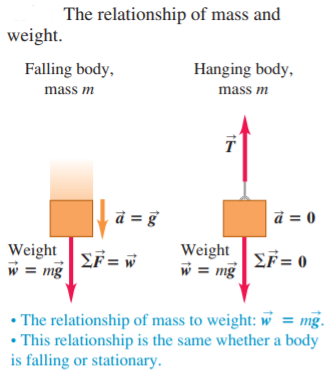 The relationship of mass and
weight.
Falling body,
mass m
Hanging body,
mass m
T⃗
a⃗ = g⃗
a⃗ = 0
Weight
w⃗ = mg⃗
ΣF⃗ = w⃗
Weight
w⃗ = mg⃗
ΣF⃗ = 0
• The relationship of mass to weight: w⃗ = mg⃗.
• This relationship is the same whether a body
is falling or stationary.